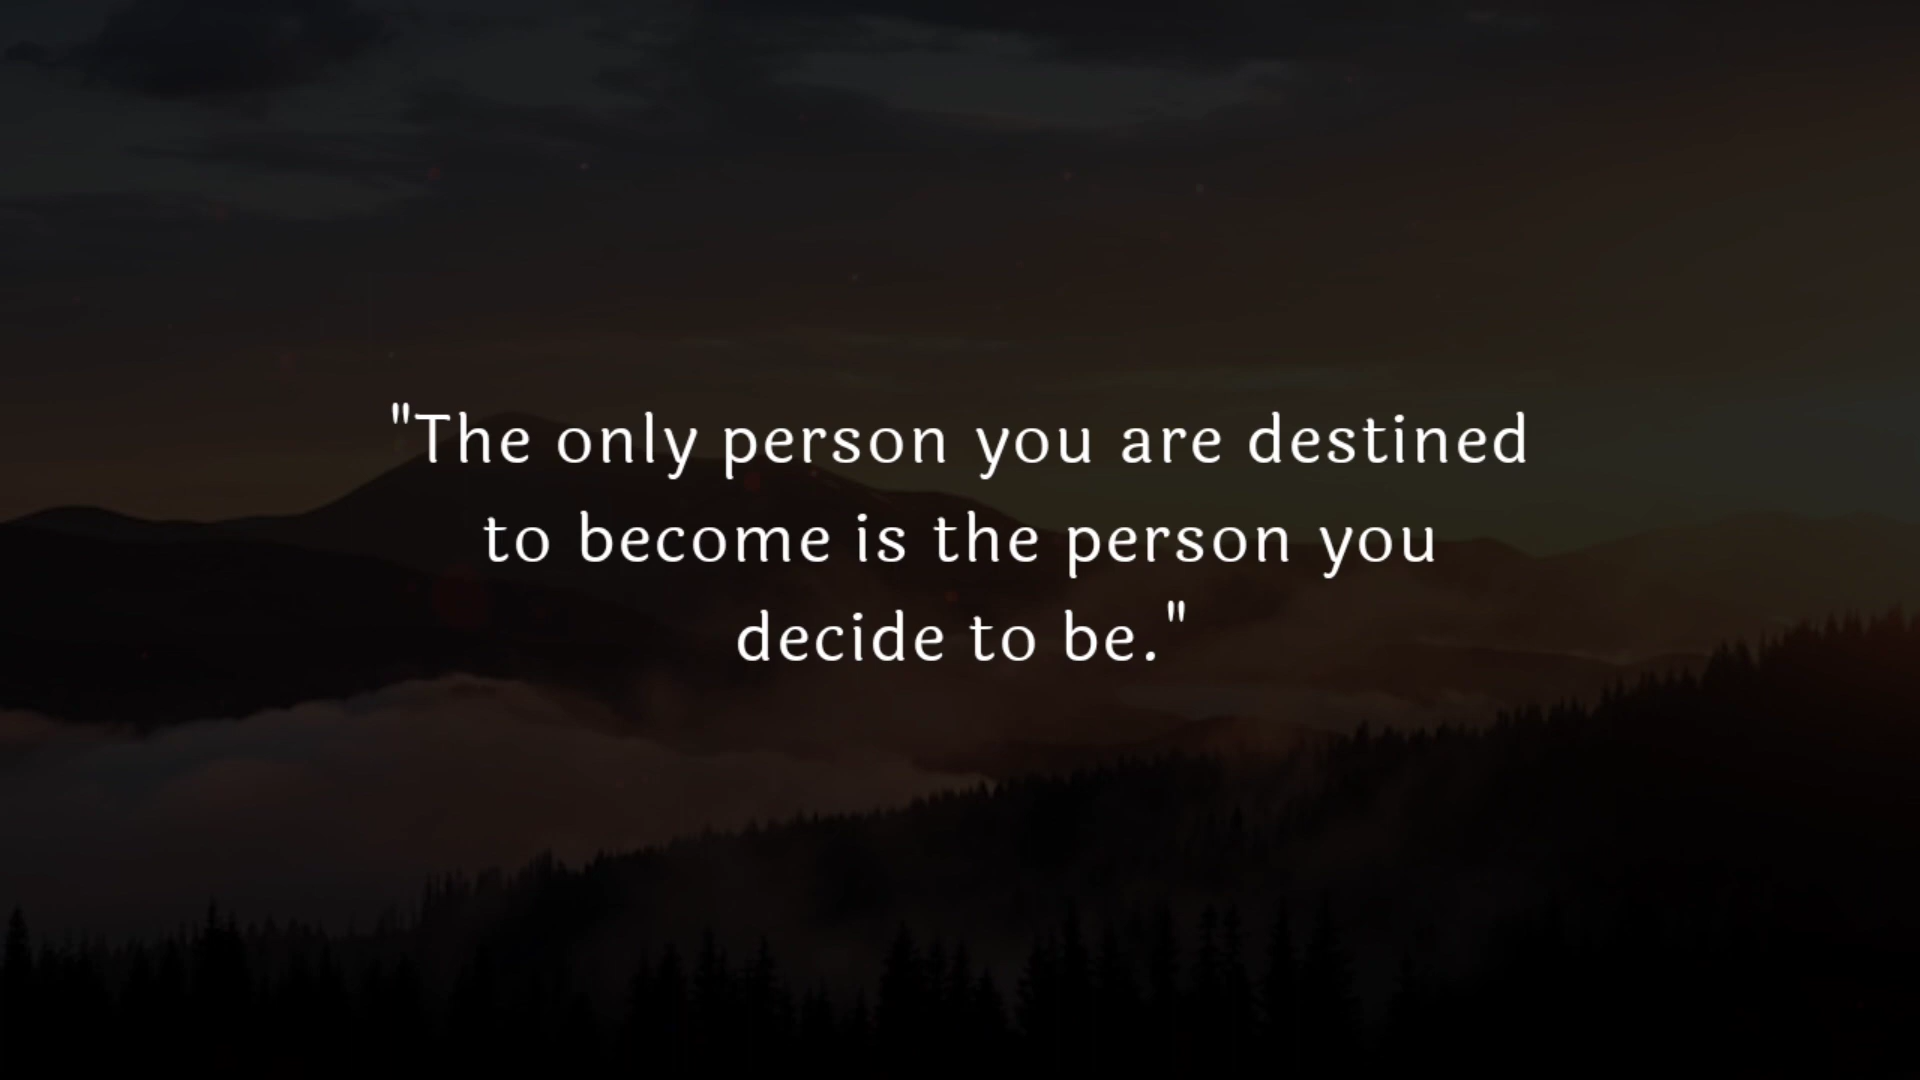 "The only person you are destined
to become is the person you
decide to be."